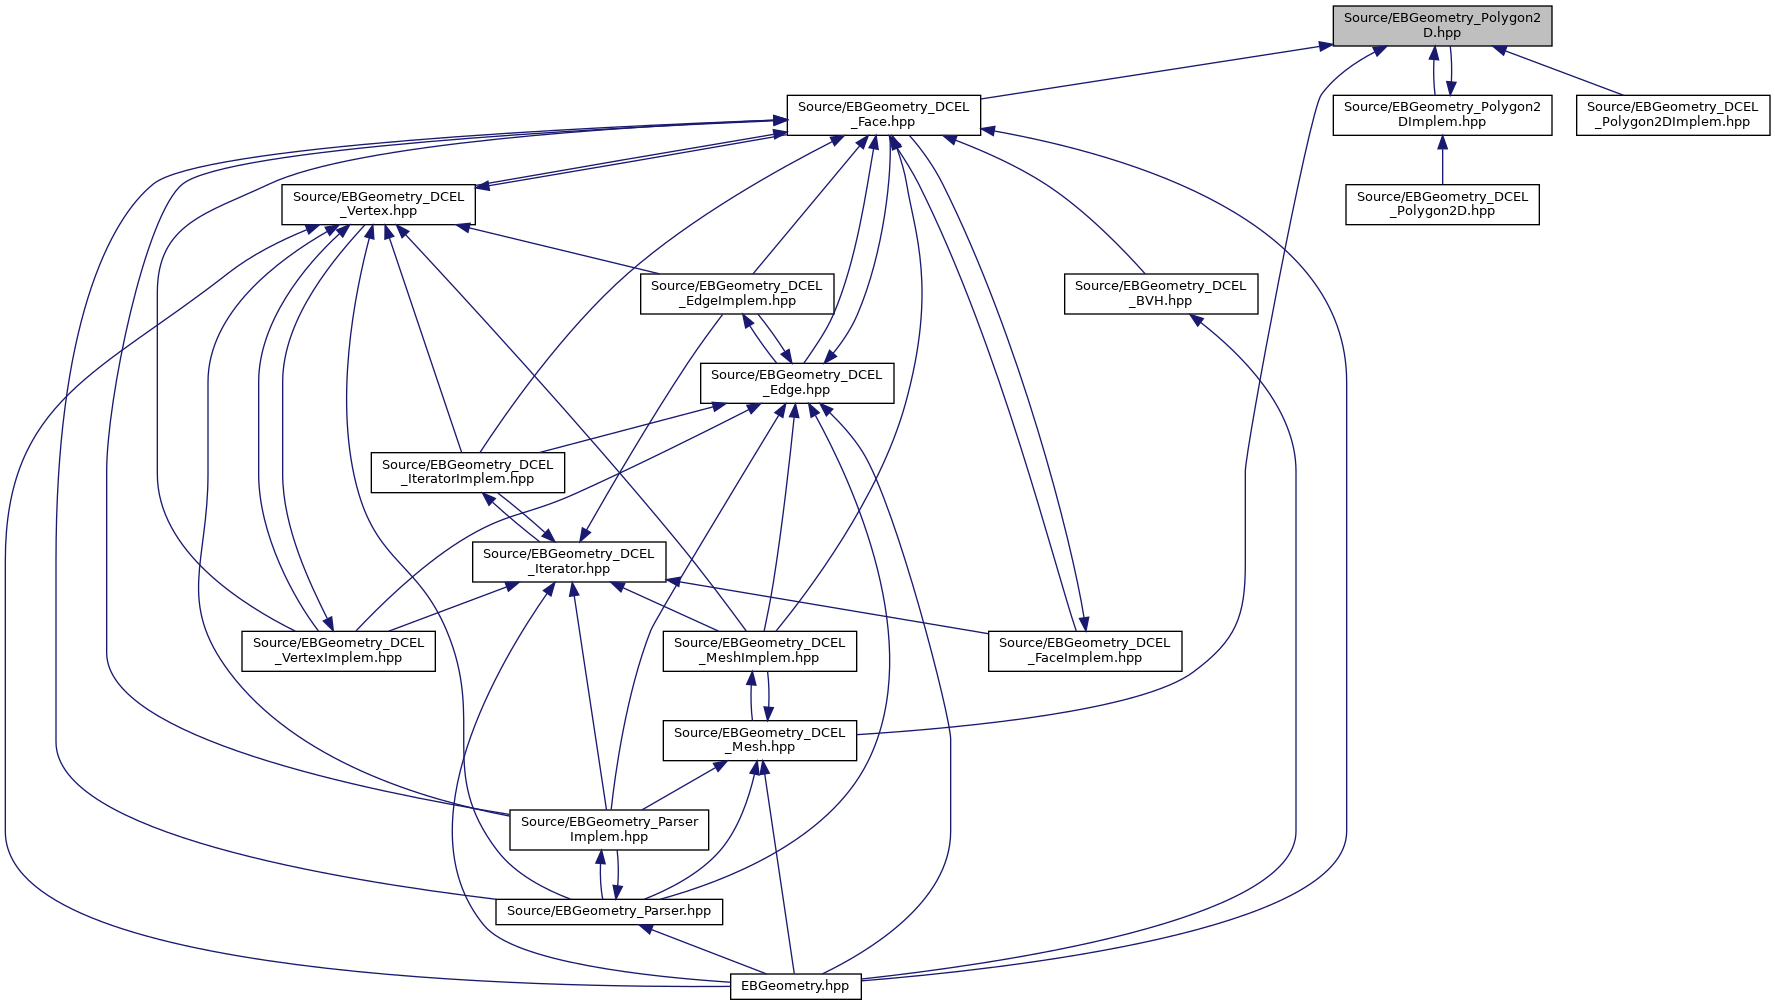 Source/EBGeometry_Polygon2
D.hpp
Source/EBGeometry_DCEL
_Face.hpp
Source/EBGeometry_Polygon2
DImplem.hpp
Source/EBGeometry_DCEL
_Polygon2DImplem.hpp
Source/EBGeometry_DCEL
_Vertex.hpp
Source/EBGeometry_DCEL
_Polygon2D.hpp
Source/EBGeometry_DCEL
_EdgeImplem.hpp
Source/EBGeometry_DCEL
_BVH.hpp
Source/EBGeometry_DCEL
_Edge.hpp
Source/EBGeometry_DCEL
_IteratorImplem.hpp
Source/EBGeometry_DCEL
_Iterator.hpp
Source/EBGeometry_DCEL
_VertexImplem.hpp
Source/EBGeometry_DCEL
_MeshImplem.hpp
Source/EBGeometry_DCEL
_FaceImplem.hpp
Source/EBGeometry_DCEL
_Mesh.hpp
Source/EBGeometry_Parser
Implem.hpp
Source/EBGeometry_Parser.hpp
EBGeometry.hpp